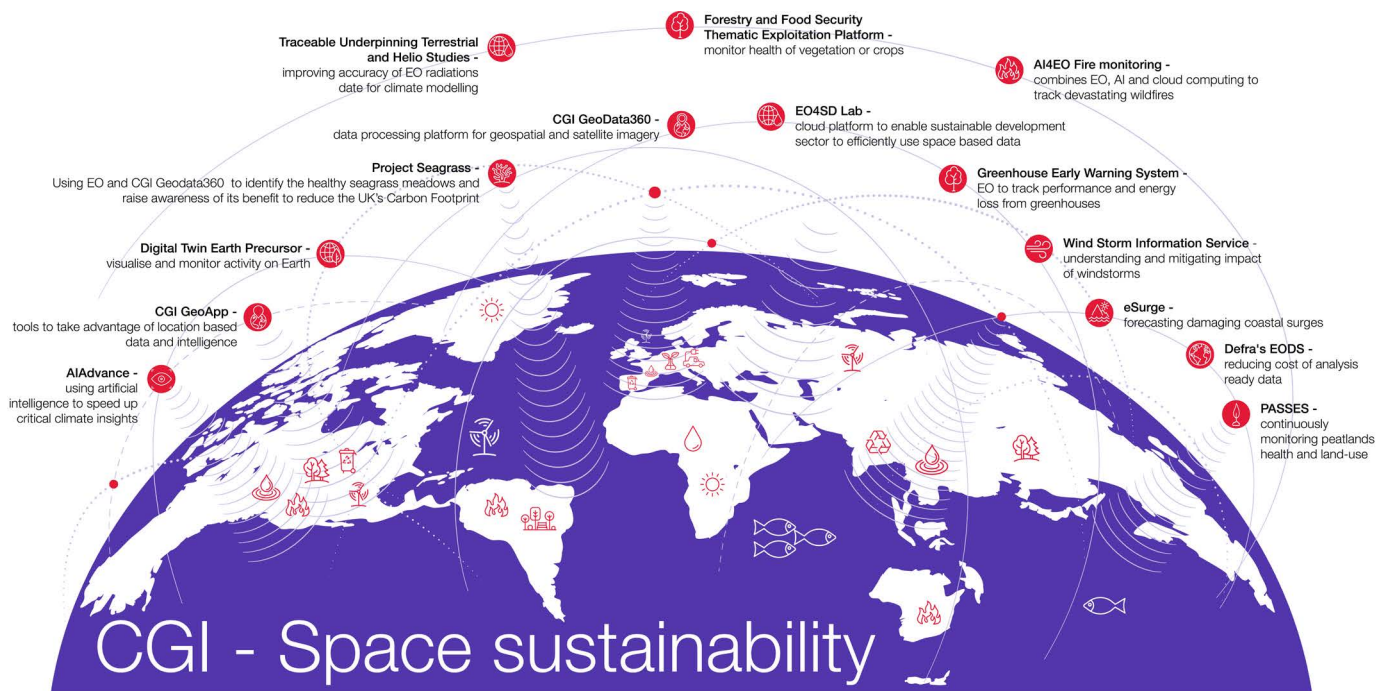 Traceable Underpinning Terrestrial
and Helio Studies -
improving accuracy of EO radiations
date for climate modelling
Forestry and Food Security
Thematic Exploitation Platform -
monitor health of vegetation or crops
AI4EO Fire monitoring -
combines EO, AI and cloud computing to
track devastating wildfires
CGI GeoData360 -
data processing platform for geospatial and satellite imagery
EO4SD Lab -
cloud platform to enable sustainable development
sector to efficiently use space based data
Project Seagrass -
Using EO and CGI Geodata360 to identify the healthy seagrass meadows and
raise awareness of its benefit to reduce the UK's Carbon Footprint
Greenhouse Early Warning System -
EO to track performance and energy
loss from greenhouses
Digital Twin Earth Precursor -
visualise and monitor activity on Earth
Wind Storm Information Service -
understanding and mitigating impact
of windstorms
CGI GeoApp -
tools to take advantage of location based
data and intelligence
eSurge -
forecasting damaging coastal surges
Defra's EODS -
reducing cost of analysis
ready data
AIAdvance -
using artificial
intelligence to speed up
critical climate insights
PASSES -
continuously
monitoring peatlands
health and land-use
CGI - Space sustainability